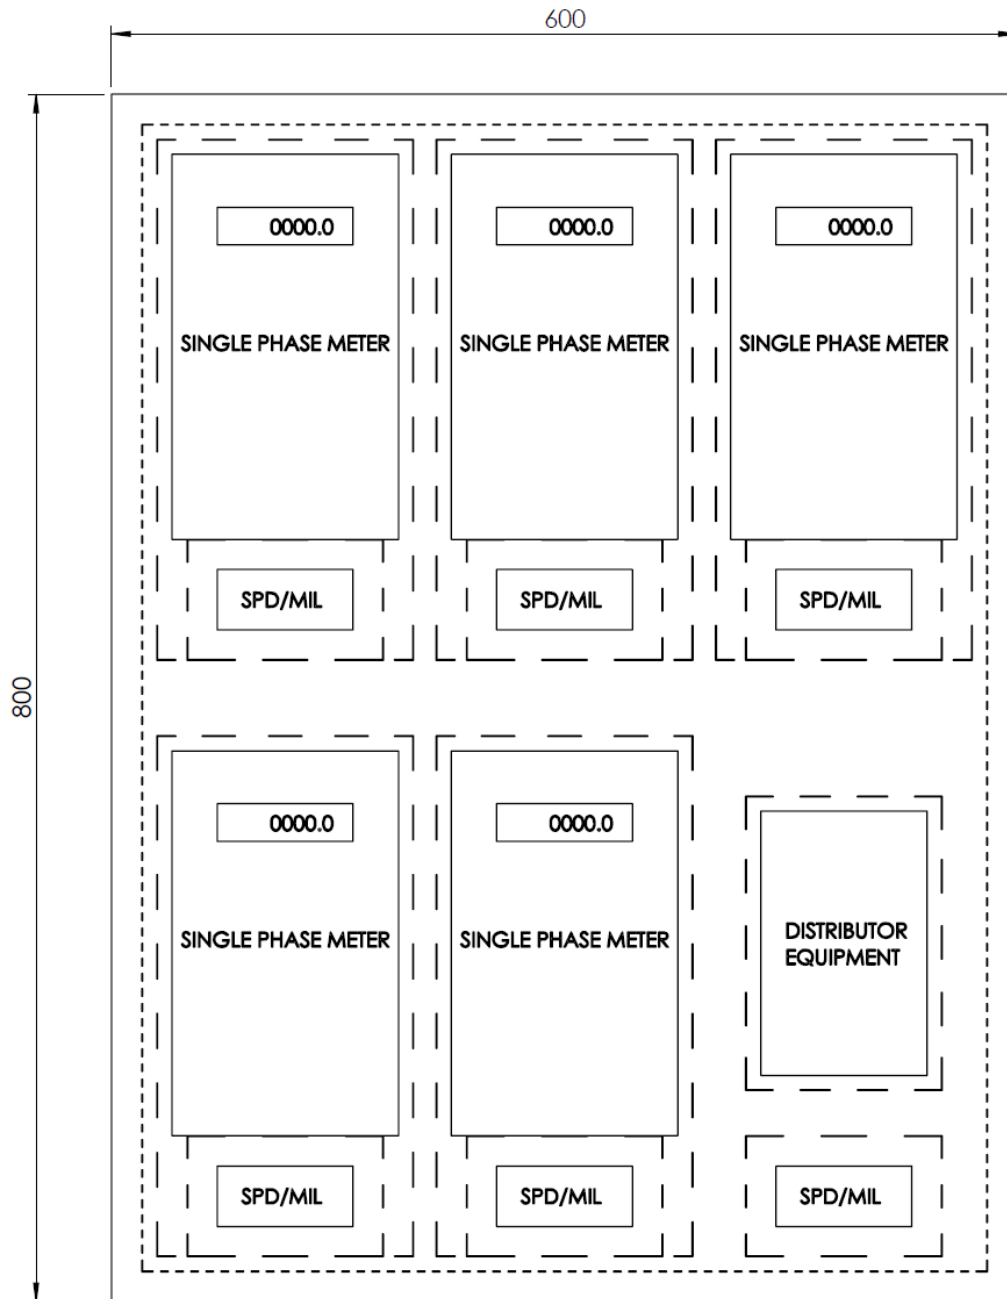 600
800
0000.0 0000.0 0000.0
SINGLE PHASE METER SINGLE PHASE METER SINGLE PHASE METER
SPD/MIL SPD/MIL SPD/MIL
0000.0 0000.0
SINGLE PHASE METER SINGLE PHASE METER
DISTRIBUTOR
EQUIPMENT
SPD/MIL SPD/MIL SPD/MIL